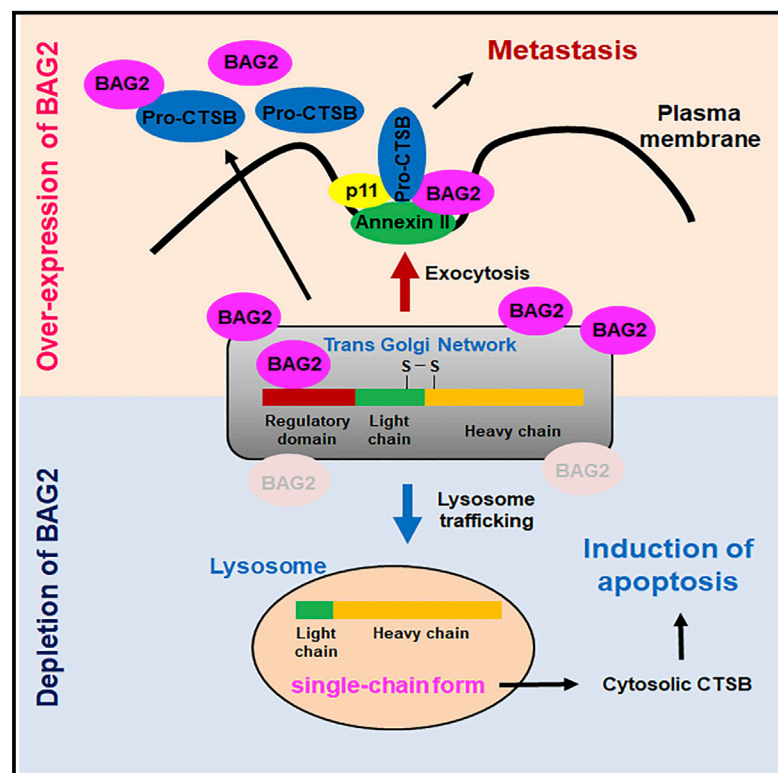 Over-expression of BAG2
BAG2
BAG2
Pro-CTSB
Pro-CTSB
Metastasis
Plasma
membrane
Pro-CTSB
p11
BAG2
Annexin II
Exocytosis
BAG2
BAG2
BAG2
Trans Golgi Network
BAG2
S – S
Regulatory
domain
Light
chain
Heavy chain
BAG2
BAG2
Depletion of BAG2
Lysosome
trafficking
Lysosome
Light
chain
Heavy chain
single-chain form
Cytosolic CTSB
Induction of
apoptosis